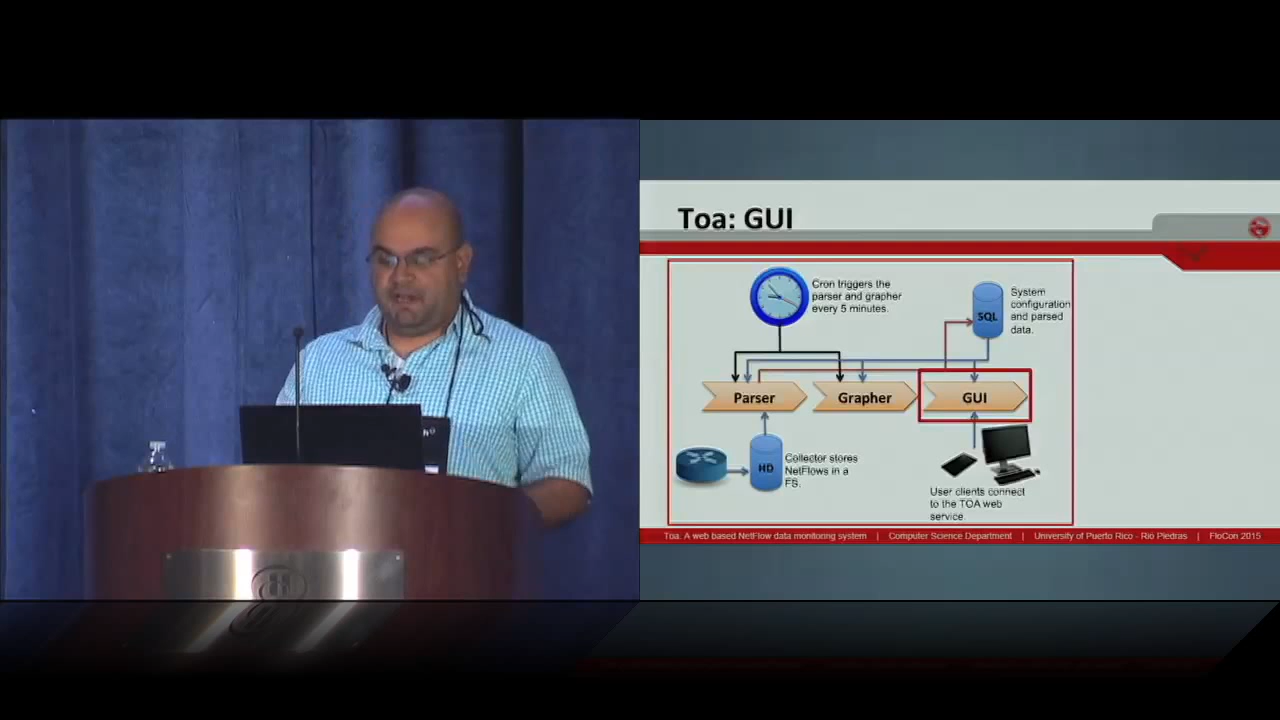 Toa: GUI
Cron triggers the
parser and grapher
every 5 minutes.
System
configuration
and parsed
data.
SQL
Parser
Grapher
GUI
HD
Collector stores
NetFlows in a
FS.
User clients connect
to the TOA web
service.
Toa: A web based NetFlow data monitoring system | Computer Science Department | University of Puerto Rico - Rio Piedras | FloCon 2015